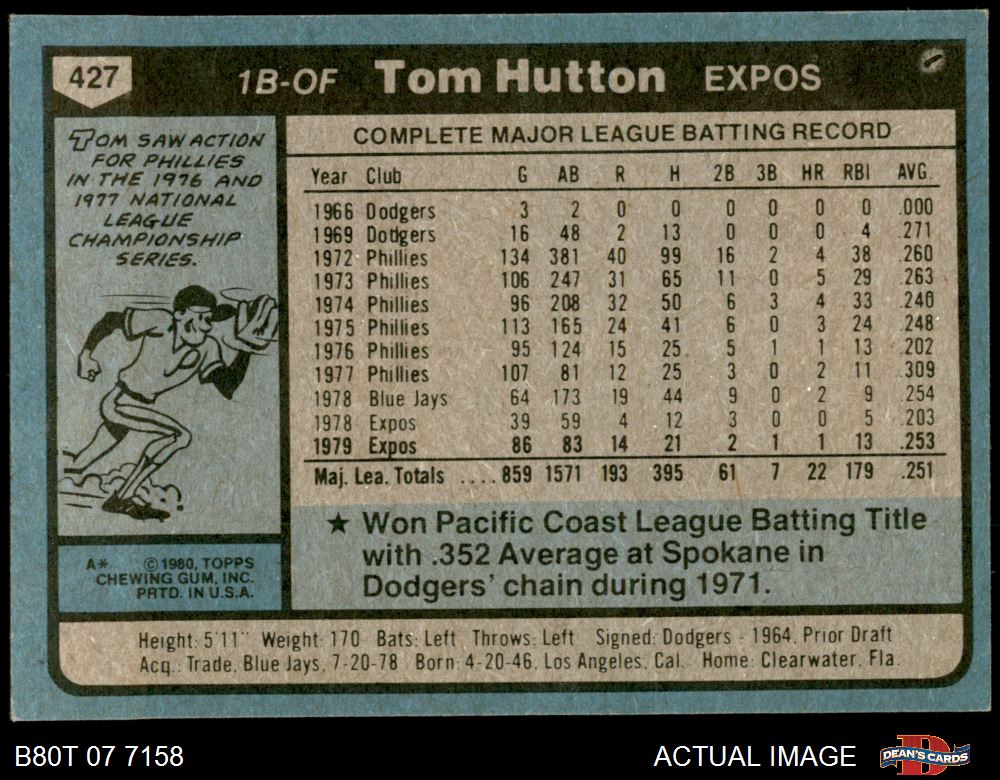 427 1B-OF Tom Hutton EXPOS
TOM SAW ACTION
FOR PHILLIES
IN THE 1976 AND
1977 NATIONAL
LEAGUE
CHAMPIONSHIP
SERIES.
A* ©1980, TOPPS
CHEWING GUM, INC.
PRTD. IN U.S.A.
COMPLETE MAJOR LEAGUE BATTING RECORD
Year Club G AB R H 2B 3B HR RBI AVG.
1966 Dodgers 3 2 0 0 0 0 0 0 .000
1969 Dodgers 16 48 2 13 0 0 0 4 .271
1972 Phillies 134 381 40 99 16 2 4 38 .260
1973 Phillies 106 247 31 65 11 0 5 29 .263
1974 Phillies 96 208 32 50 6 3 4 33 .240
1975 Phillies 113 165 24 41 6 0 3 24 .248
1976 Phillies 95 124 15 25 5 1 1 13 .202
1977 Phillies 107 81 12 25 3 0 2 11 .309
1978 Blue Jays 64 173 19 44 9 0 2 9 .254
1978 Expos 39 59 4 12 3 0 0 5 .203
1979 Expos 86 83 14 21 2 1 1 13 .253
Maj. Lea. Totals ....859 1571 193 395 61 7 22 179 .251
★ Won Pacific Coast League Batting Title
with .352 Average at Spokane in
Dodgers' chain during 1971.
Height: 5'11" Weight: 170 Bats: Left Throws: Left Signed: Dodgers - 1964, Prior Draft
Acq.: Trade, Blue Jays, 7-20-78 Born: 4-20-46, Los Angeles, Cal. Home: Clearwater, Fla.
B80T 07 7158 ACTUAL IMAGE D DEAN'S CARDS